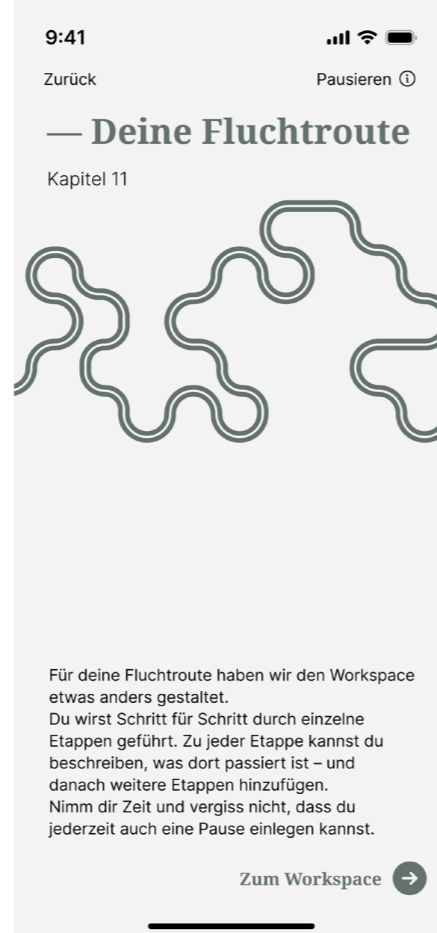 9:41
Zurück
Pausieren
— Deine Fluchtroute
Kapitel 11
Für deine Fluchtroute haben wir den Workspace
etwas anders gestaltet.
Du wirst Schritt für Schritt durch einzelne
Etappen geführt. Zu jeder Etappe kannst du
beschreiben, was dort passiert ist – und
danach weitere Etappen hinzufügen.
Nimm dir Zeit und vergiss nicht, dass du
jederzeit auch eine Pause einlegen kannst.
Zum Workspace